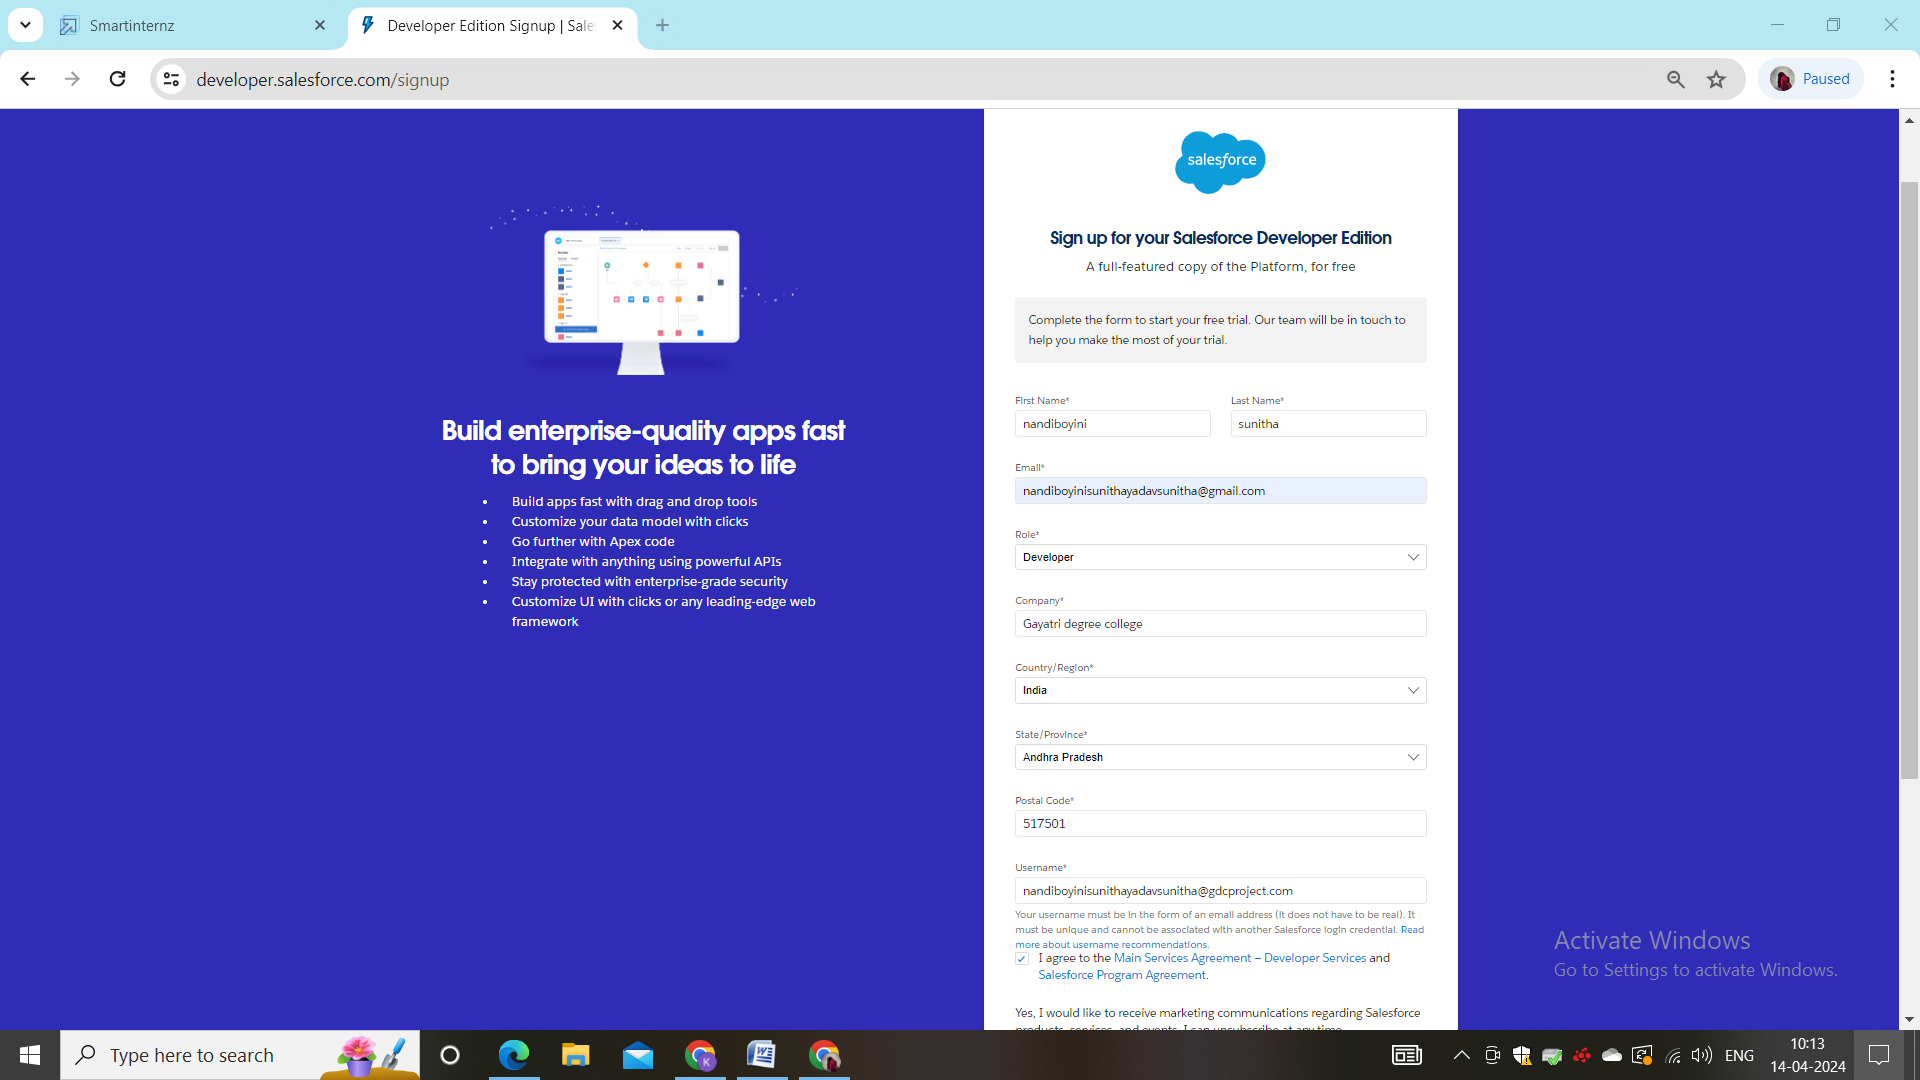 Smartinternz
Developer Edition Signup | Sale
developer.salesforce.com/signup
Paused
salesforce
Sign up for your Salesforce Developer Edition
A full-featured copy of the Platform, for free
Complete the form to start your free trial. Our team will be in touch to
help you make the most of your trial.
First Name* Last Name*
nandiboyini sunitha
Email*
nandiboyinisunithayadavsunitha@gmail.com
Role*
Developer
Company*
Gayatri degree college
Country/Region*
India
State/Province*
Andhra Pradesh
Postal Code*
517501
Username*
nandiboyinisunithayadavsunitha@gdcproject.com
Your username must be in the form of an email address (it does not have to be real). It
must be unique and cannot be associated with another Salesforce login credential. Read
more about username recommendations.
I agree to the Main Services Agreement – Developer Services and
Salesforce Program Agreement.
Yes, I would like to receive marketing communications regarding Salesforce
products, services, and events. I can unsubscribe at any time.
Build enterprise-quality apps fast
to bring your ideas to life
• Build apps fast with drag and drop tools
• Customize your data model with clicks
• Go further with Apex code
• Integrate with anything using powerful APIs
• Stay protected with enterprise-grade security
• Customize UI with clicks or any leading-edge web
framework
Activate Windows
Go to Settings to activate Windows.
Type here to search
K
ENG
10:13
14-04-2024